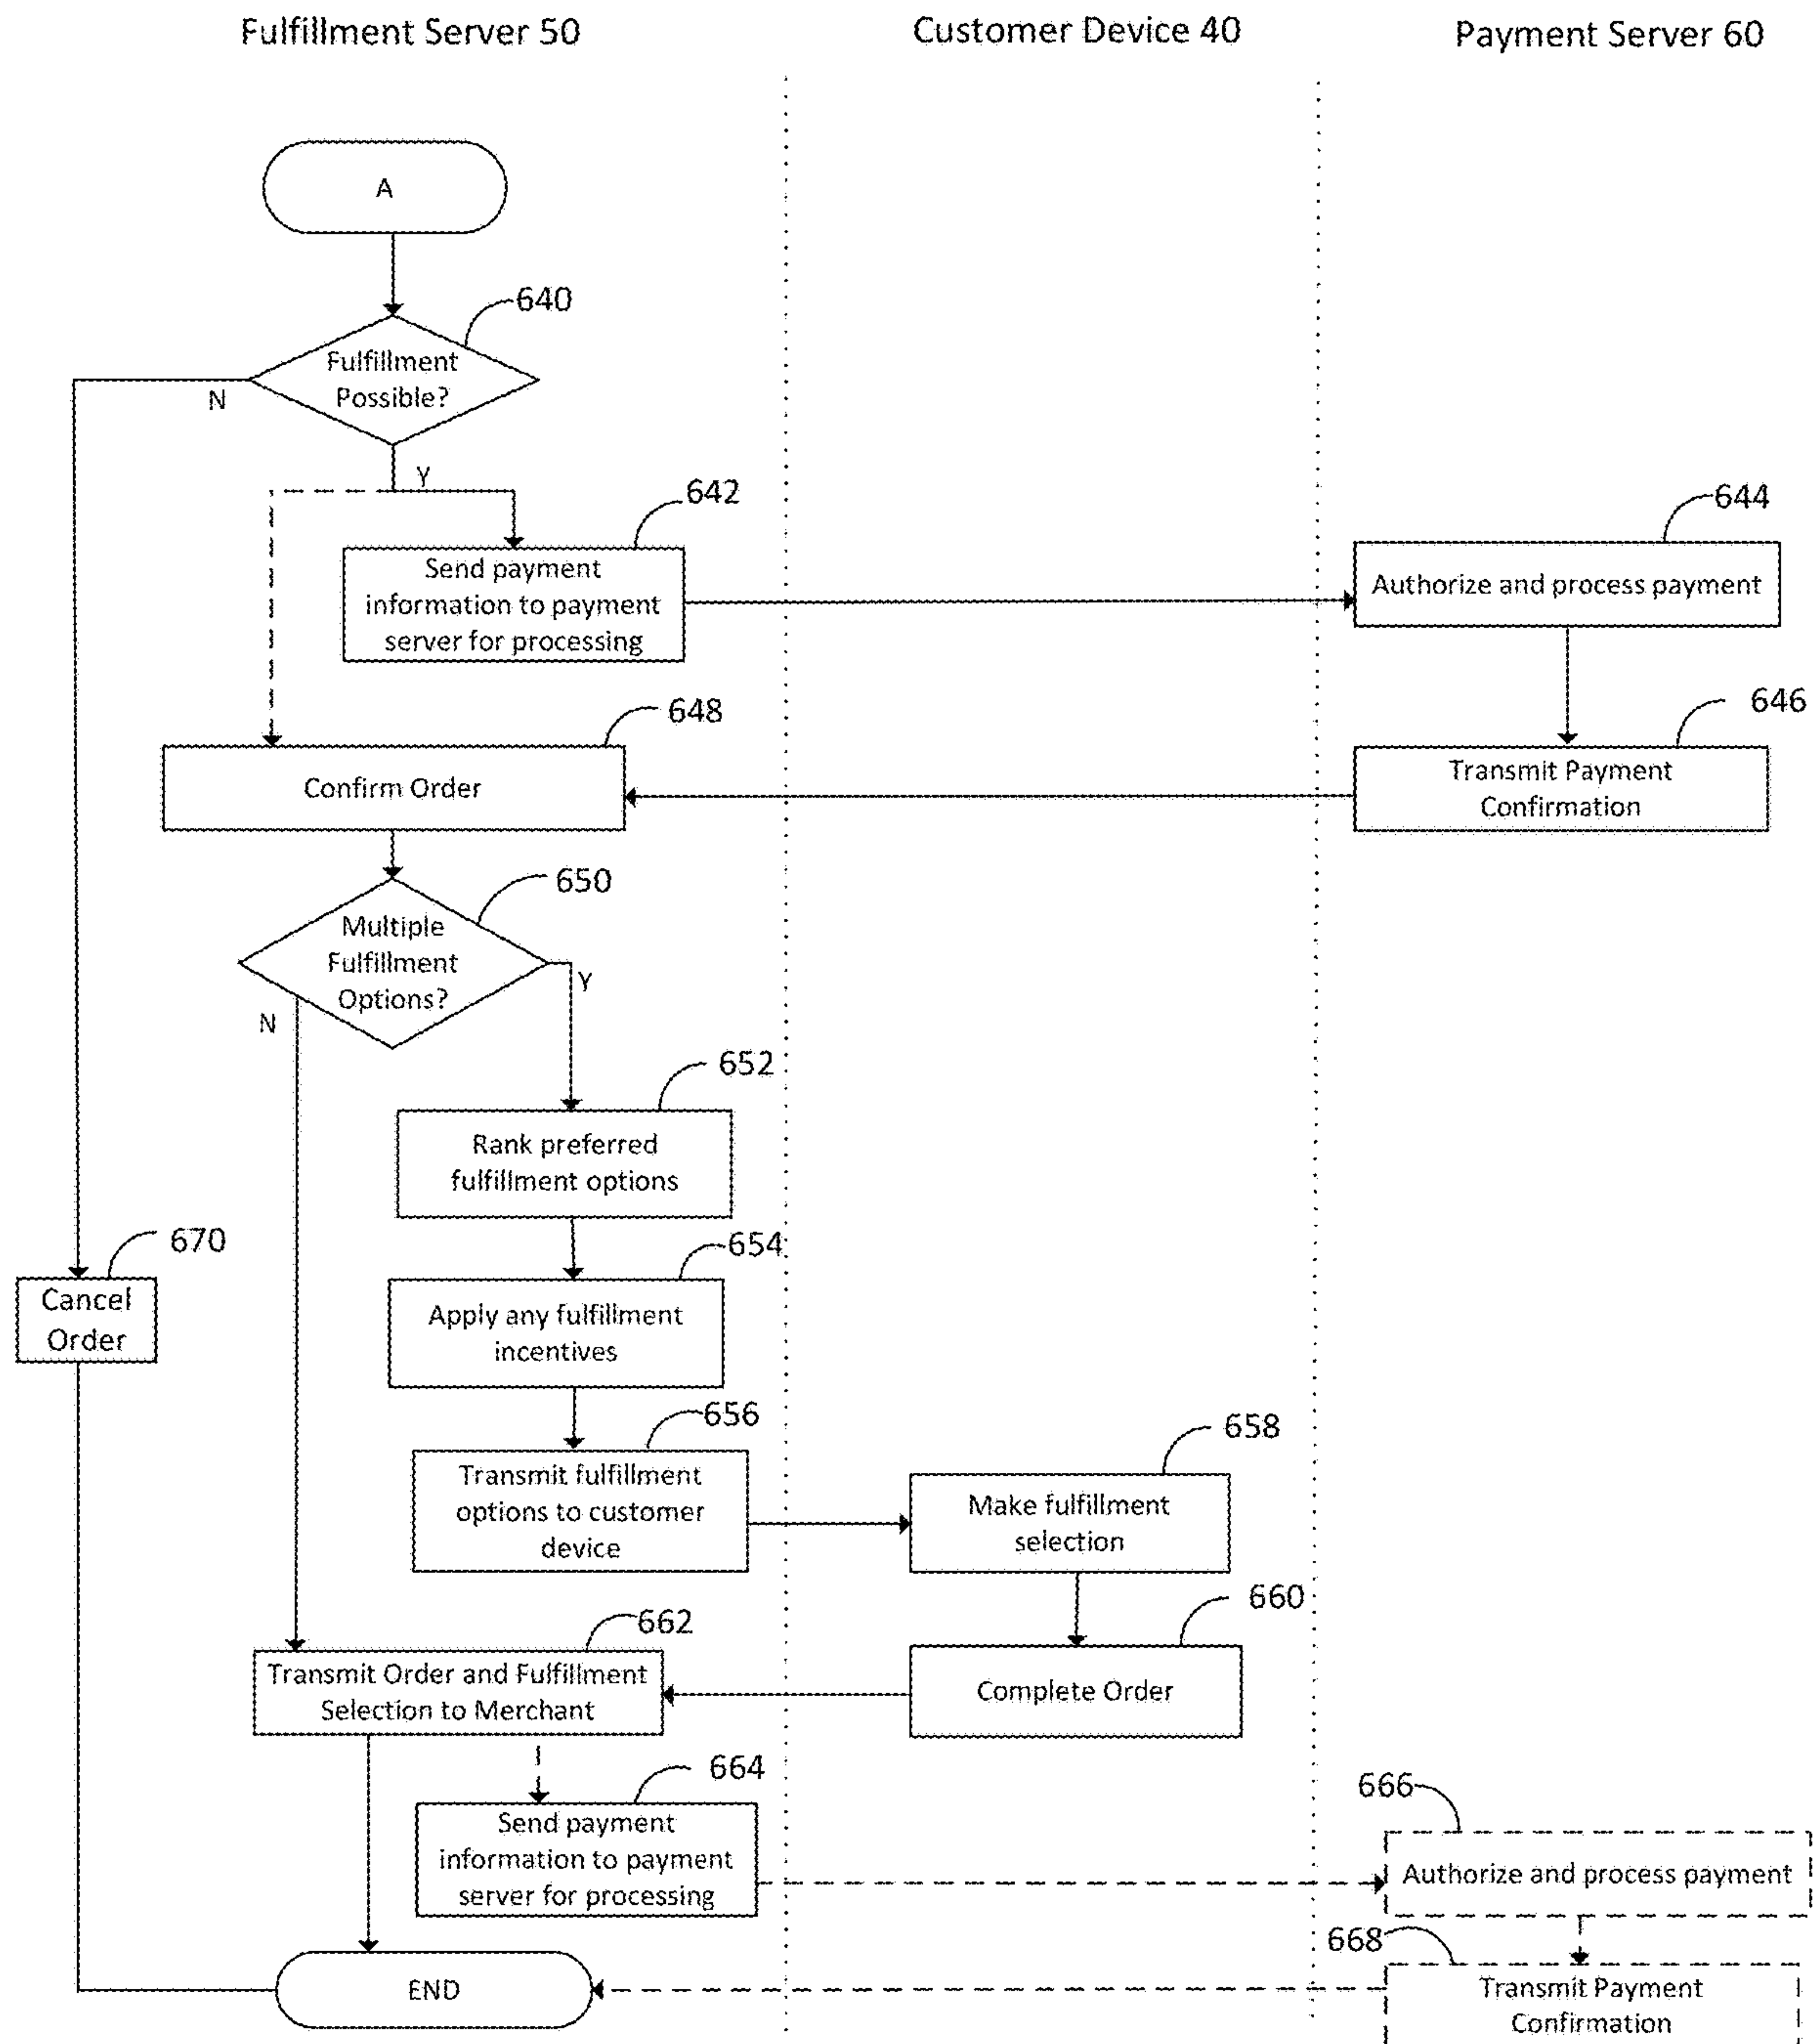 Fulfillment Server 50
Customer Device 40
Payment Server 60
A
640
Fulfillment
Possible?
N
Y
642
Send payment
information to payment
server for processing
644
Authorize and process payment
646
Transmit Payment
Confirmation
648
Confirm Order
650
Multiple
Fulfillment
Options?
Y
N
652
Rank preferred
fulfillment options
654
Apply any fulfillment
incentives
670
Cancel
Order
656
Transmit fulfillment
options to customer
device
658
Make fulfillment
selection
660
Complete Order
662
Transmit Order and Fulfillment
Selection to Merchant
664
Send payment
information to payment
server for processing
666
Authorize and process payment
668
Transmit Payment
Confirmation
END